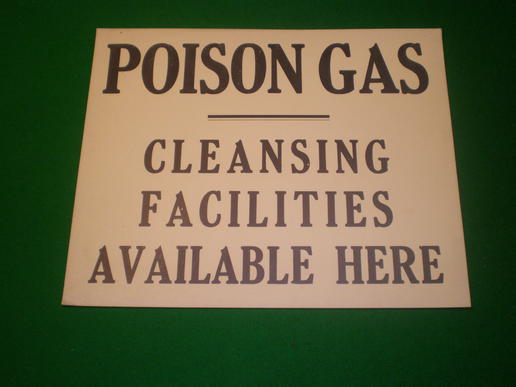 POISON GAS
CLEANSING
FACILITIES
AVAILABLE HERE